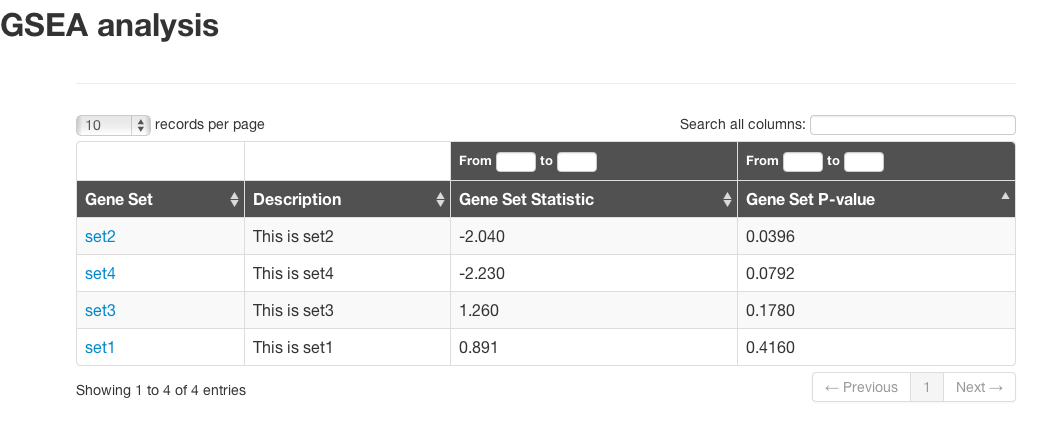 GSEA analysis
10 records per page Search all columns:
From to From to
Gene Set Description Gene Set Statistic Gene Set P-value
set2 This is set2 -2.040 0.0396
set4 This is set4 -2.230 0.0792
set3 This is set3 1.260 0.1780
set1 This is set1 0.891 0.4160
Showing 1 to 4 of 4 entries ← Previous 1 Next →